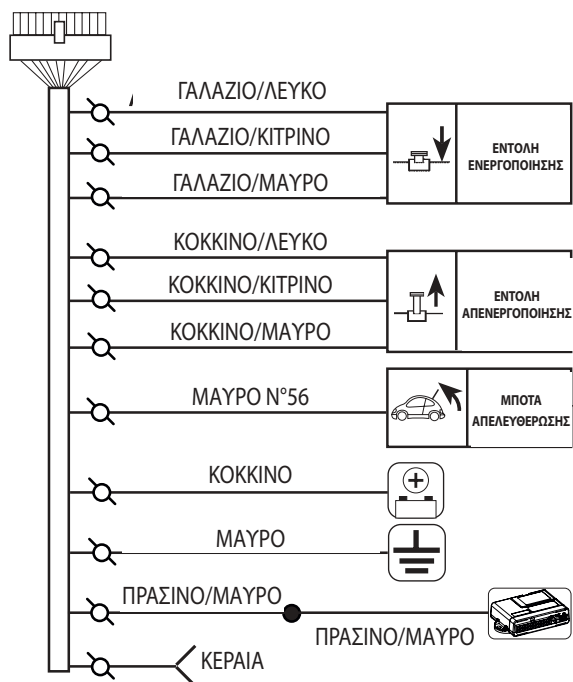 ΓΑΛΑΖΙΟ/ΛΕΥΚΟ
ΓΑΛΑΖΙΟ/ΚΙΤΡΙΝΟ
ΓΑΛΑΖΙΟ/ΜΑΥΡΟ
ΕΝΤΟΛΗ
ΕΝΕΡΓΟΠΟΙΗΣΗΣ
ΚΟΚΚΙΝΟ/ΛΕΥΚΟ
ΚΟΚΚΙΝΟ/ΚΙΤΡΙΝΟ
ΚΟΚΚΙΝΟ/ΜΑΥΡΟ
ΕΝΤΟΛΗ
ΑΠΕΝΕΡΓΟΠΟΙΗΣΗΣ
ΜΑΥΡΟ N°56
ΜΠΟΤΑ
ΑΠΕΛΕΥΘΕΡΩΣΗΣ
ΚΟΚΚΙΝΟ
ΜΑΥΡΟ
ΠΡΑΣΙΝΟ/ΜΑΥΡΟ
ΠΡΑΣΙΝΟ/ΜΑΥΡΟ
ΚΕΡΑΙΑ